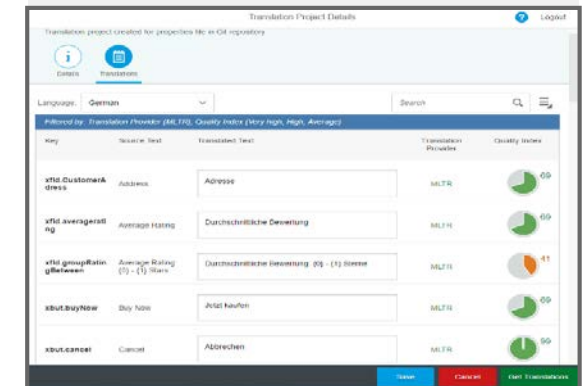 Translation Project Details
Logout
Translation project created for properties file in Git repository
Details
Translations
Language: German
Search
Filtered by: Translation Provider (MLTR), Quality Index (Very high, High, Average)
Key
Source Text
Translated Text
Translation Provider
Quality Index
xfld.CustomerA
dress
Address
Adresse
MLTR
69
xfld.averagerati
ng
Average Rating
Durchschnittliche Bewertung
MLTR
69
xfld.groupRatin
gBetween
Average Rating
{0} - {1} Stars
Durchschnittliche Bewertung: {0} - {1} Sterne
MLTR
41
xbut.buyNow
Buy Now
Jetzt kaufen
MLTR
69
xbut.cancel
Cancel
Abbrechen
MLTR
99
Save
Cancel
Get Translations